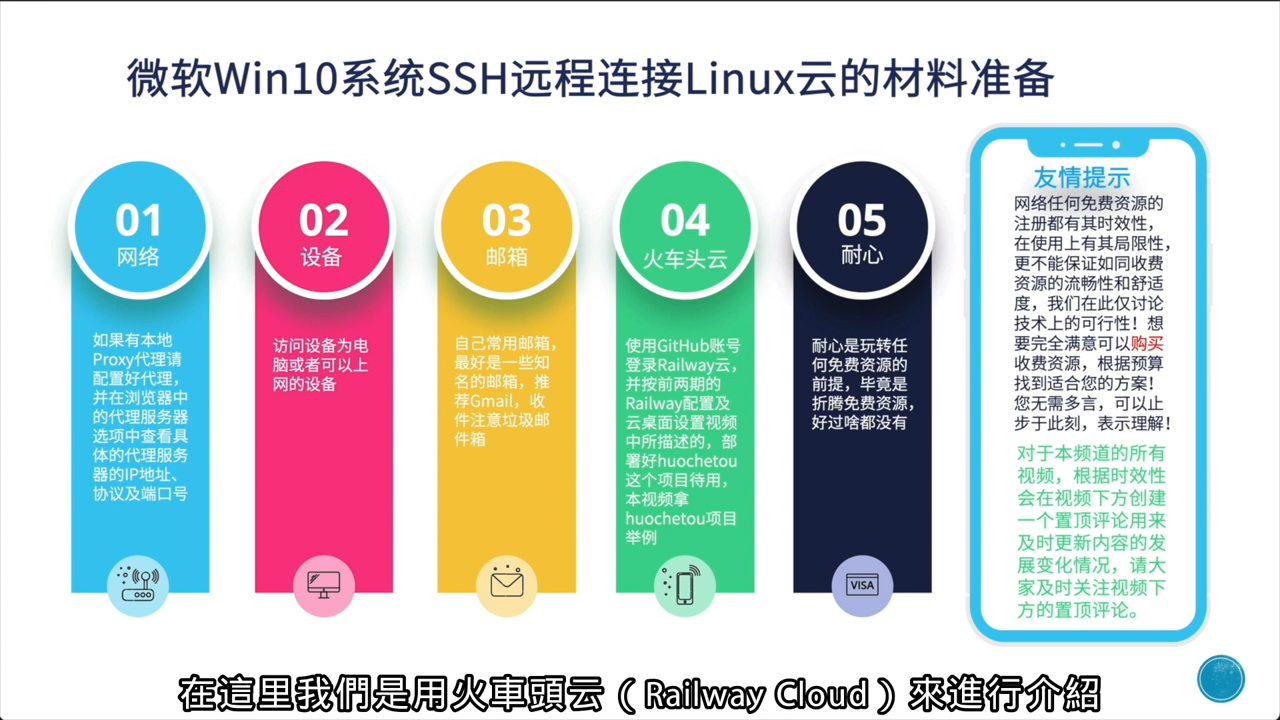 微软Win10系统SSH远程连接Linux云的材料准备
01
网络
如果有本地
Proxy代理请
配置好代理，
并在浏览器中
的代理服务器
选项中查看具
体的代理服务
器的IP地址、
协议及端口号
02
设备
访问设备为电
脑或者可以上
网的设备
03
邮箱
自己常用邮箱，
最好是一些知
名的邮箱，推
荐Gmail，收
件注意垃圾邮
件箱
04
火车头云
使用GitHub账号
登录Railway云，
并按前两期的
Railway配置及
云桌面设置视频
中所描述的，部
署好huochetou
这个项目待用，
本视频拿
huochetou项目
举例
05
耐心
耐心是玩转任
何免费资源的
前提，毕竟是
折腾免费资源，
好过啥都没有
VISA
友情提示
网络任何免费资源的
注册都有其时效性，
在使用上有其局限性，
更不能保证如同收费
资源的流畅性和舒适
度，我们在此仅讨论
技术上的可行性！想
要完全满意可以购买
收费资源，根据预算
找到适合您的方案！
您无需多言，可以止
步于此刻，表示理解！
对于本频道的所有
视频，根据时效性
会在视频下方创建
一个置顶评论用来
及时更新内容的发
展变化情况，请大
家及时关注视频下
方的置顶评论。
在這里我們是用火車頭云（Railway Cloud）來進行介紹